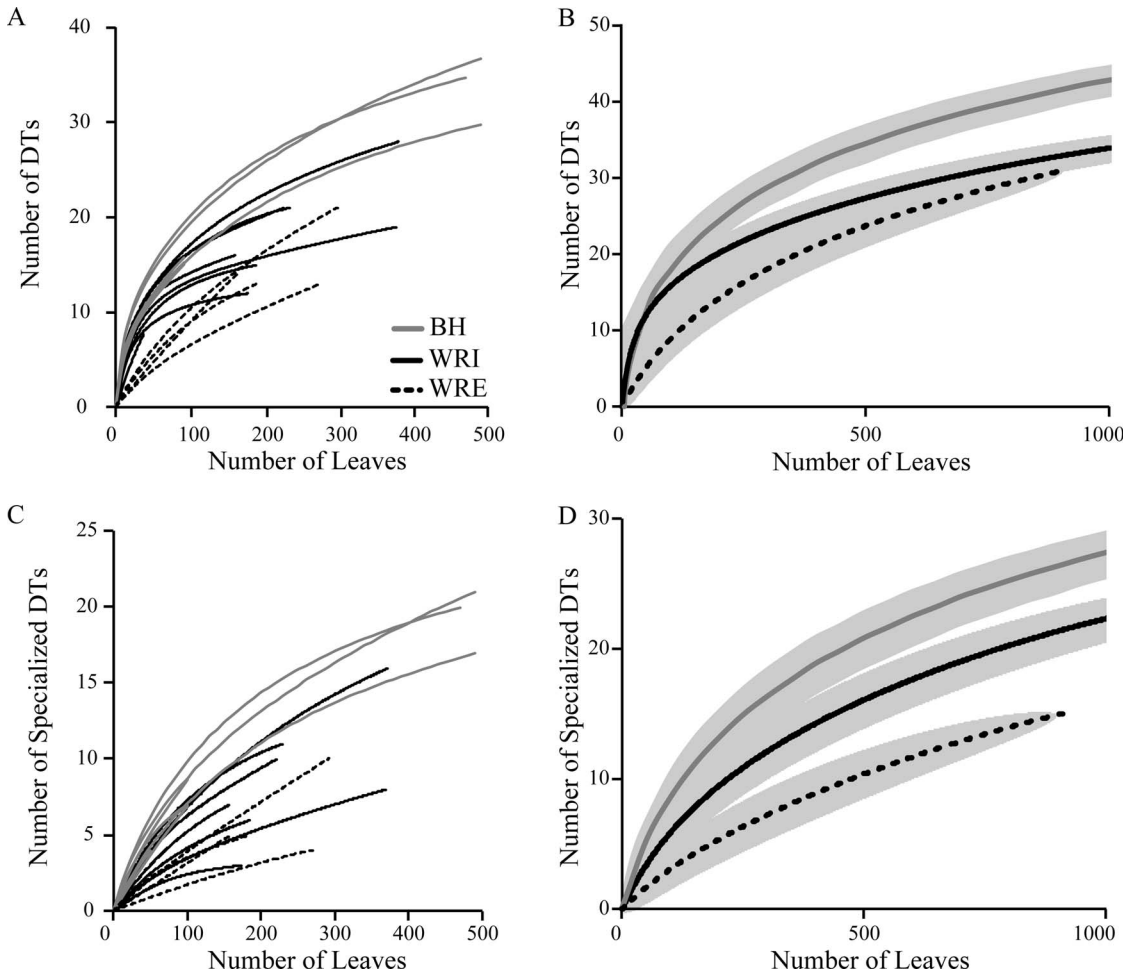 A
Number of DTs
40
30
20
10
0
0 100 200 300 400 500
Number of Leaves
BH
WRI
WRE
B
Number of DTs
50
40
30
20
10
0
0 500 1000
Number of Leaves
C
Number of Specialized DTs
25
20
15
10
5
0
0 100 200 300 400 500
Number of Leaves
D
Number of Specialized DTs
30
20
10
0
0 500 1000
Number of Leaves